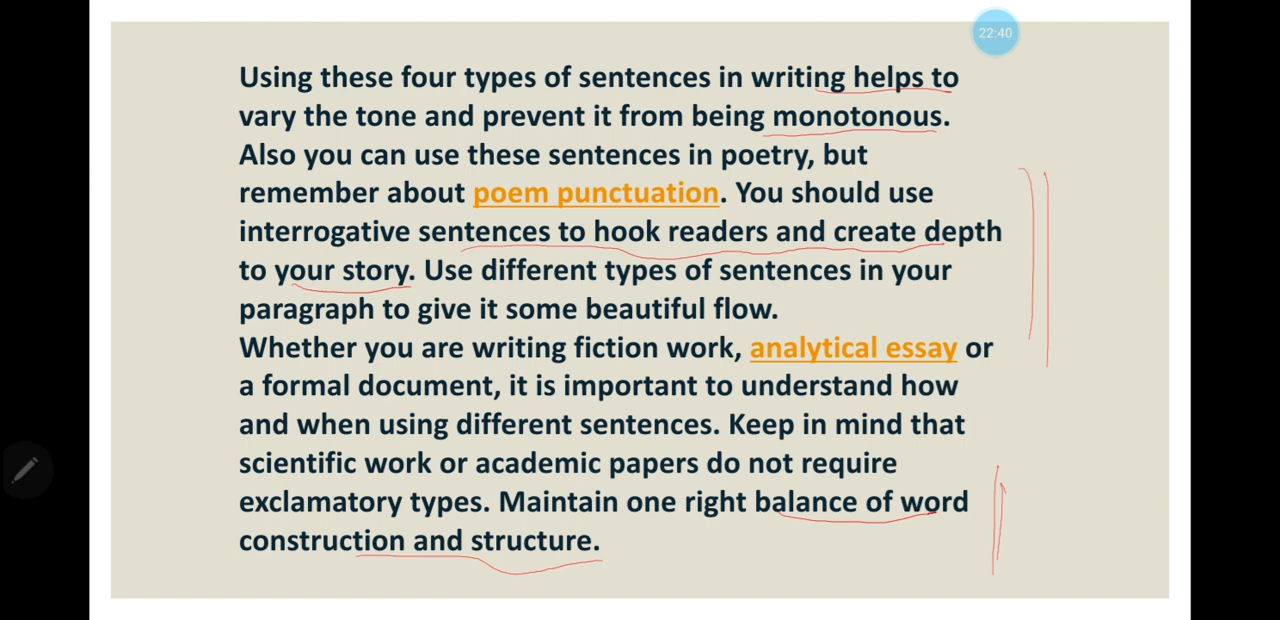 22:40
Using these four types of sentences in writing helps to
vary the tone and prevent it from being monotonous.
Also you can use these sentences in poetry, but
remember about poem punctuation. You should use
interrogative sentences to hook readers and create depth
to your story. Use different types of sentences in your
paragraph to give it some beautiful flow.
Whether you are writing fiction work, analytical essay or
a formal document, it is important to understand how
and when using different sentences. Keep in mind that
scientific work or academic papers do not require
exclamatory types. Maintain one right balance of word
construction and structure.